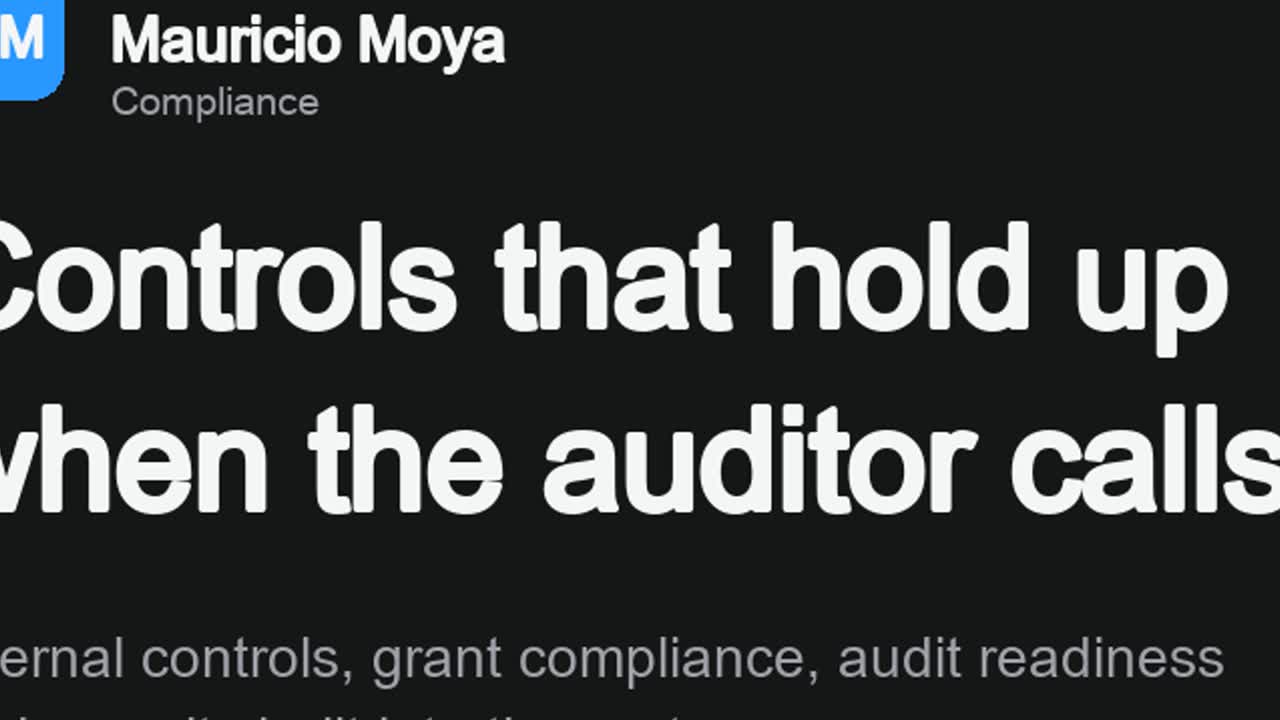 M
Mauricio Moya
Compliance
Controls that hold up
when the auditor calls
ernal controls, grant compliance, audit readiness